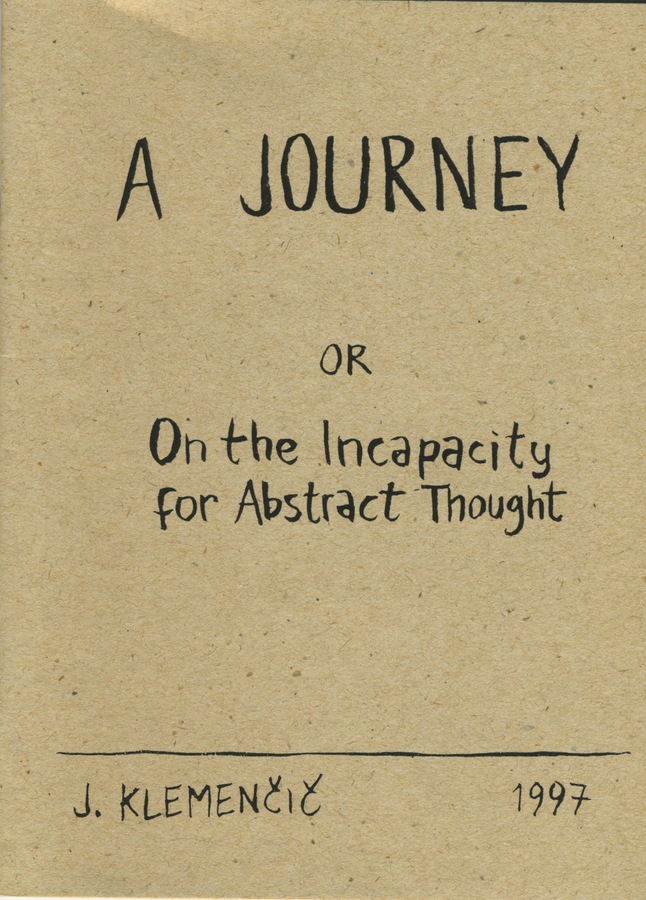 A JOURNEY
OR
On the Incapacity
for Abstract Thought
J. KLEMENČIČ 1997